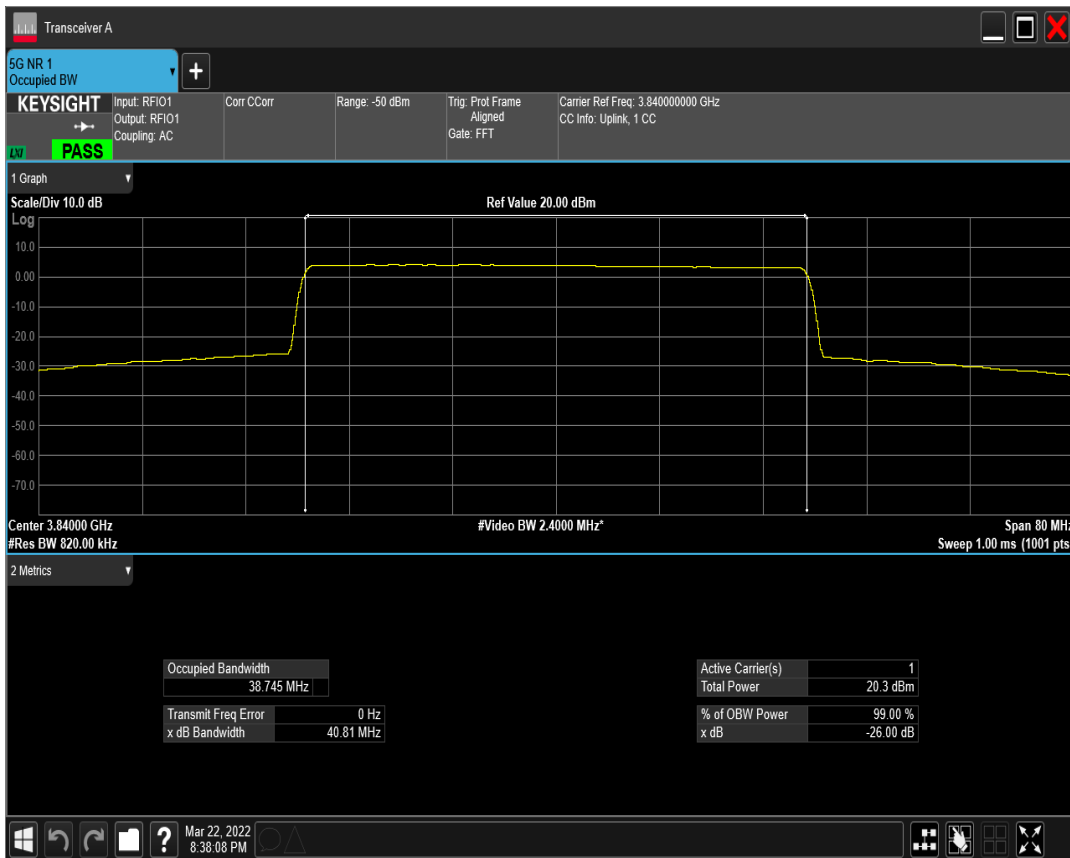 Transceiver A
5G NR 1
Occupied BW
+
KEYSIGHT
LXI
PASS
Input: RFIO1
Output: RFIO1
Coupling: AC
Corr CCorr
Range: -50 dBm
Trig: Prot Frame
Aligned
Gate: FFT
Carrier Ref Freq: 3.840000000 GHz
CC Info: Uplink, 1 CC
1 Graph
Scale/Div 10.0 dB
Ref Value 20.00 dBm
Log
10.0
0.00
-10.0
-20.0
-30.0
-40.0
-50.0
-60.0
-70.0
Center 3.84000 GHz
#Video BW 2.4000 MHz*
Span 80 MHz
#Res BW 820.00 kHz
Sweep 1.00 ms (1001 pts
2 Metrics
Occupied Bandwidth
38.745 MHz
Transmit Freq Error 0 Hz
x dB Bandwidth 40.81 MHz
Active Carrier(s) 1
Total Power 20.3 dBm
% of OBW Power 99.00 %
x dB -26.00 dB
?
Mar 22, 2022
8:38:08 PM